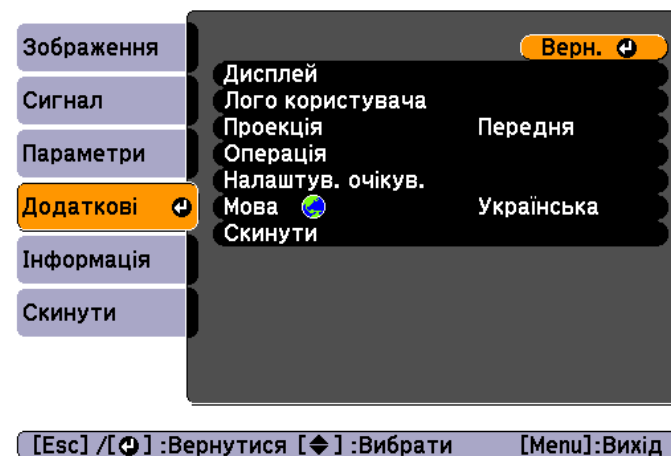 Зображення
Сигнал
Параметри
Додаткові
Інформація
Скинути
Верн.
Дисплей
Лого користувача
Проекція Передня
Операція
Налаштув. очікув.
Мова Українська
Скинути
[Esc] /[ ] :Вернутися [ ] :Вибрати [Menu]:Вихід